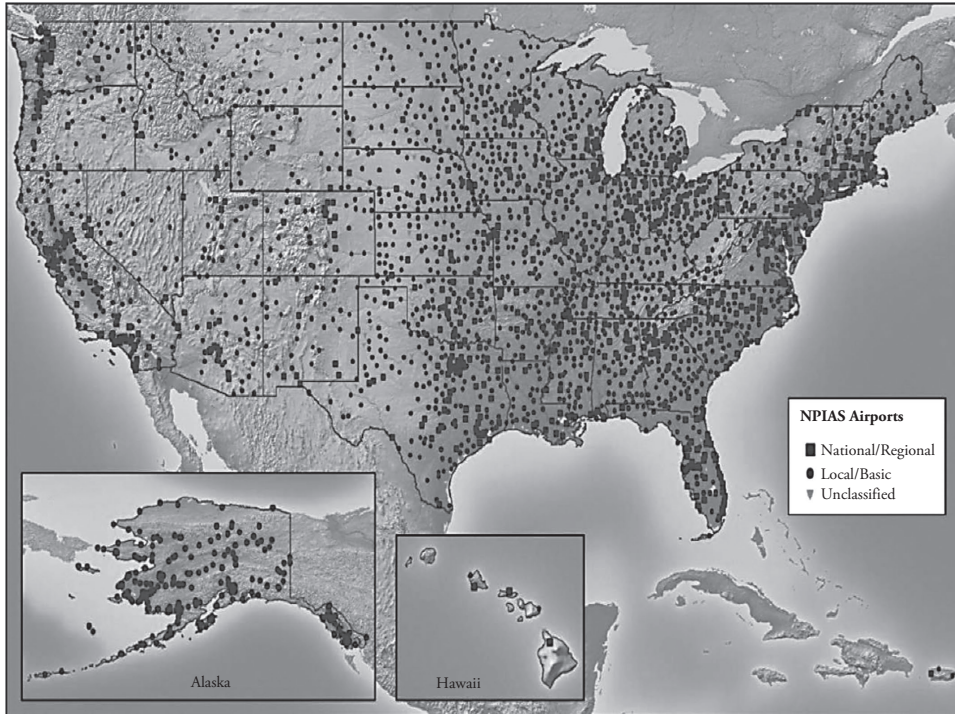 NPIAS Airports
National/Regional
Local/Basic
Unclassified
Alaska
Hawaii